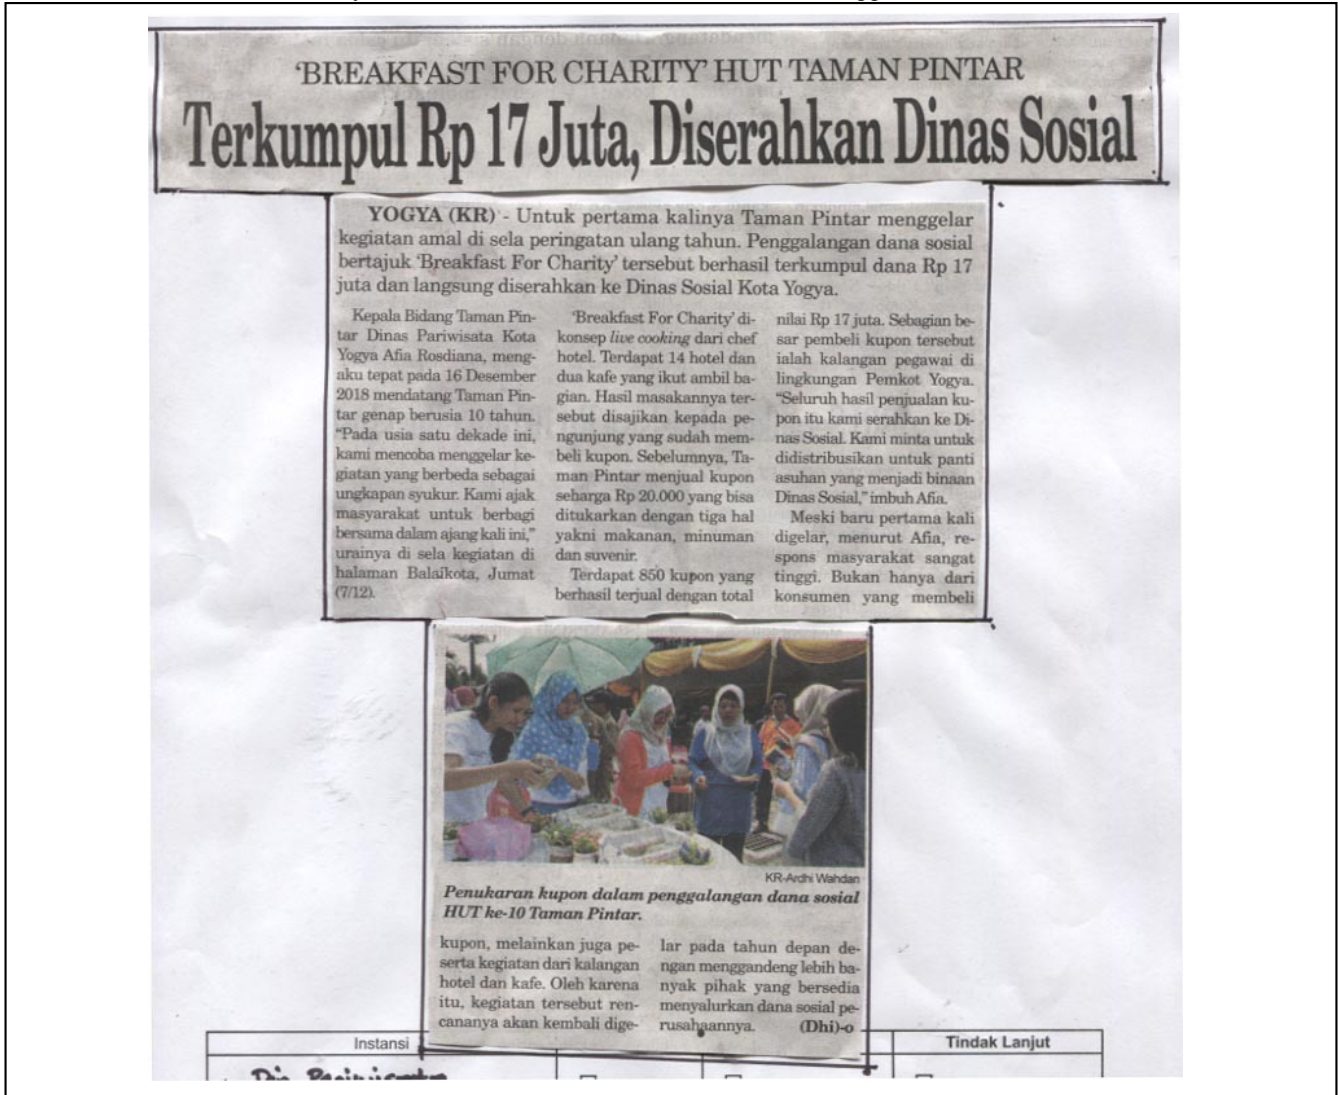 'BREAKFAST FOR CHARITY' HUT TAMAN PINTAR
Terkumpul Rp 17 Juta, Diserahkan Dinas Sosial
YOGYA (KR) - Untuk pertama kalinya Taman Pintar menggelar
kegiatan amal di sela peringatan ulang tahun. Penggalangan dana sosial
bertajuk 'Breakfast For Charity' tersebut berhasil terkumpul dana Rp 17
juta dan langsung diserahkan ke Dinas Sosial Kota Yogya.
Kepala Bidang Taman Pin-
tar Dinas Pariwisata Kota
Yogya Afia Rosdiana, meng-
aku tepat pada 16 Desember
2018 mendatang Taman Pin-
tar genap berusia 10 tahun.
"Pada usia satu dekade ini,
kami mencoba menggelar ke-
giatan yang berbeda sebagai
ungkapan syukur. Kami ajak
masyarakat untuk berbagi
bersama dalam ajang kali ini,"
urainya di sela kegiatan di
halaman Balaikota, Jumat
(7/12).
'Breakfast For Charity' di-
konsep live cooking dari chef
hotel. Terdapat 14 hotel dan
dua kafe yang ikut ambil ba-
gian. Hasil masakannya ter-
sebut disajikan kepada pe-
ngunjung yang sudah mem-
beli kupon. Sebelumnya, Ta-
man Pintar menjual kupon
seharga Rp 20.000 yang bisa
ditukarkan dengan tiga hal
yakni makanan, minuman
dan suvenir.
Terdapat 850 kupon yang
berhasil terjual dengan total
nilai Rp 17 juta. Sebagian be-
sar pembeli kupon tersebut
ialah kalangan pegawai di
lingkungan Pemkot Yogya.
"Seluruh hasil penjualan ku-
pon itu kami serahkan ke Di-
nas Sosial. Kami minta untuk
didistribusikan untuk panti
asuhan yang menjadi binaan
Dinas Sosial," imbuh Afia.
Meski baru pertama kali
digelar, menurut Afia, re-
spons masyarakat sangat
tinggi. Bukan hanya dari
konsumen yang membeli
KR-Ardhi Wahdan
Penukaran kupon dalam penggalangan dana sosial
HUT ke-10 Taman Pintar.
kupon, melainkan juga pe-
serta kegiatan dari kalangan
hotel dan kafe. Oleh karena
itu, kegiatan tersebut ren-
cananya akan kembali dige-
lar pada tahun depan de-
ngan menggandeng lebih ba-
nyak pihak yang bersedia
menyalurkan dana sosial pe-
rusahaannya. (Dhi)-o
Instansi
Tindak Lanjut